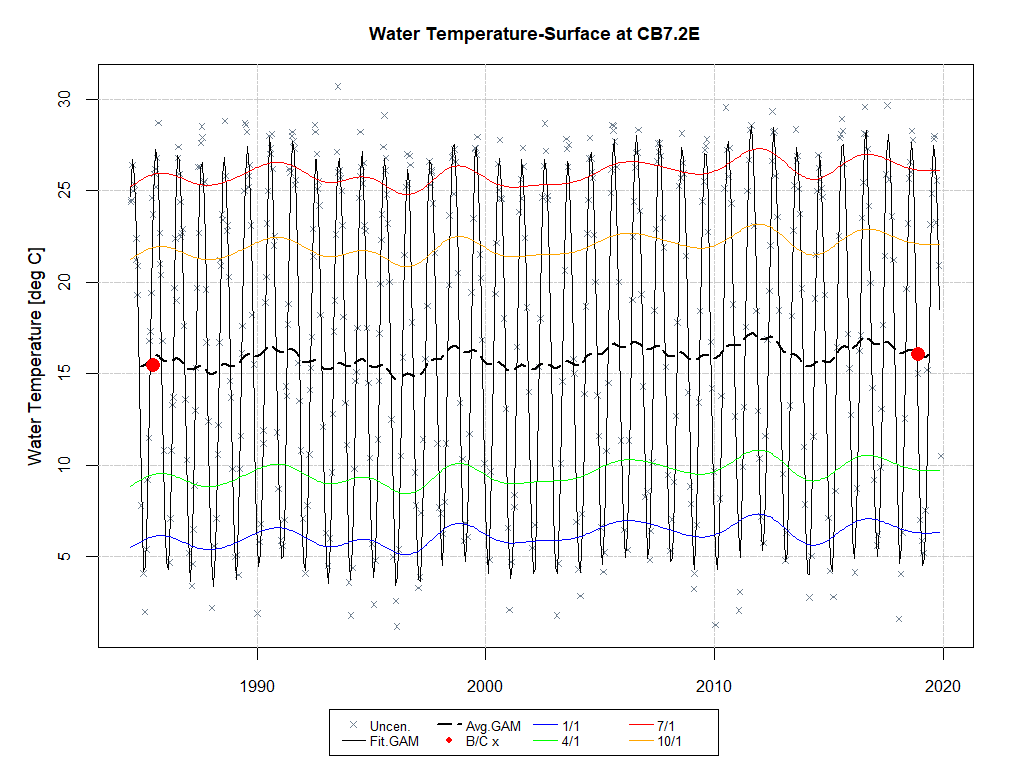 Water Temperature-Surface at CB7.2E
Water Temperature [deg C]
30
25
20
15
10
5
1990 2000 2010 2020
Uncen. Avg.GAM 1/1 7/1
Fit.GAM B/C x 4/1 10/1